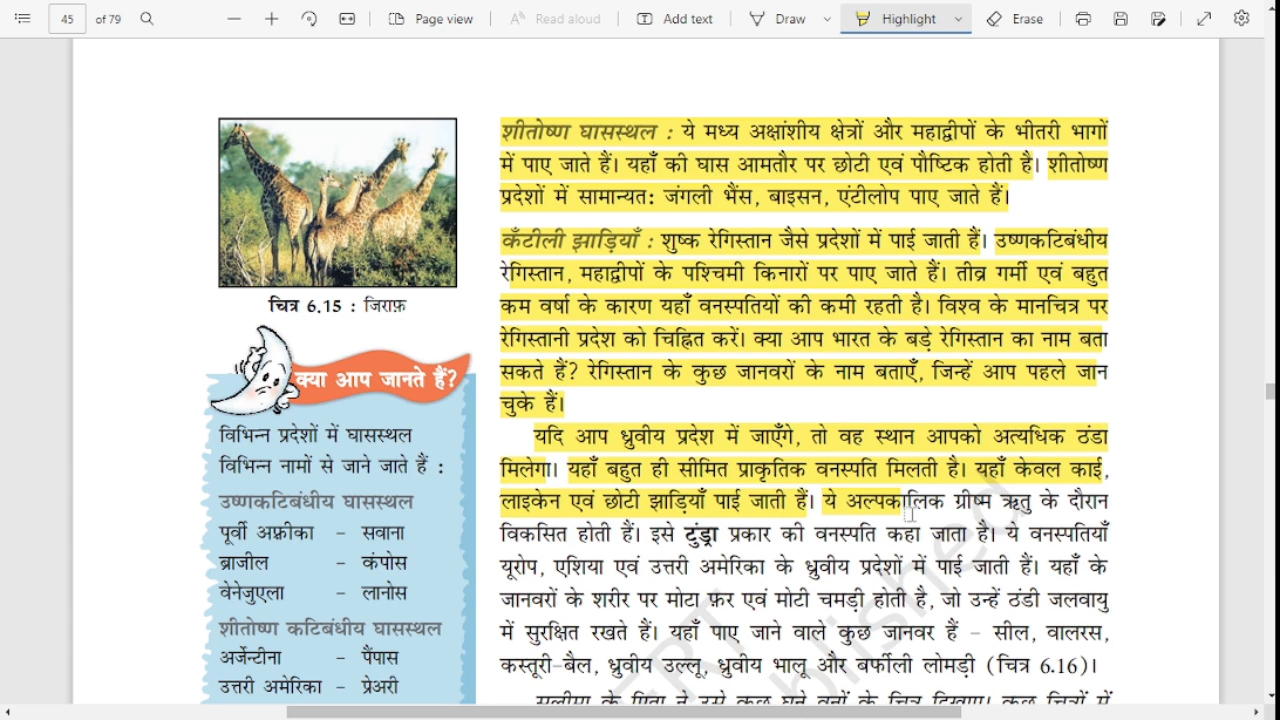 45 of 79 Page view Read aloud Add text Draw Highlight Erase
चित्र 6.15 : जिराफ़
क्या आप जानते हैं?
विभिन्न प्रदेशों में घासस्थल
विभिन्न नामों से जाने जाते हैं :
उष्णकटिबंधीय घासस्थल
पूर्वी अफ़्रीका – सवाना
ब्राजील – कंपोस
वेनेजुएला – लानोस
शीतोष्ण कटिबंधीय घासस्थल
अर्जेन्टीना – पैंपास
उत्तरी अमेरिका – प्रेअरी
शीतोष्ण घासस्थल : ये मध्य अक्षांशीय क्षेत्रों और महाद्वीपों के भीतरी भागों
में पाए जाते हैं। यहाँ की घास आमतौर पर छोटी एवं पौष्टिक होती है। शीतोष्ण
प्रदेशों में सामान्यत: जंगली भैंस, बाइसन, एंटीलोप पाए जाते हैं।
कँटीली झाड़ियाँ : शुष्क रेगिस्तान जैसे प्रदेशों में पाई जाती हैं। उष्णकटिबंधीय
रेगिस्तान, महाद्वीपों के पश्चिमी किनारों पर पाए जाते हैं। तीव्र गर्मी एवं बहुत
कम वर्षा के कारण यहाँ वनस्पतियों की कमी रहती है। विश्व के मानचित्र पर
रेगिस्तानी प्रदेश को चिह्नित करें। क्या आप भारत के बड़े रेगिस्तान का नाम बता
सकते हैं? रेगिस्तान के कुछ जानवरों के नाम बताएँ, जिन्हें आप पहले जान
चुके हैं।
यदि आप ध्रुवीय प्रदेश में जाएँगे, तो वह स्थान आपको अत्यधिक ठंडा
मिलेगा। यहाँ बहुत ही सीमित प्राकृतिक वनस्पति मिलती है। यहाँ केवल काई,
लाइकेन एवं छोटी झाड़ियाँ पाई जाती हैं। ये अल्पकालिक ग्रीष्म ऋतु के दौरान
विकसित होती हैं। इसे टुंड्रा प्रकार की वनस्पति कहा जाता है। ये वनस्पतियाँ
यूरोप, एशिया एवं उत्तरी अमेरिका के ध्रुवीय प्रदेशों में पाई जाती हैं। यहाँ के
जानवरों के शरीर पर मोटा फ़र एवं मोटी चमड़ी होती है, जो उन्हें ठंडी जलवायु
में सुरक्षित रखते हैं। यहाँ पाए जाने वाले कुछ जानवर हैं – सील, वालरस,
कस्तूरी-बैल, ध्रुवीय उल्लू, ध्रुवीय भालू और बर्फीली लोमड़ी (चित्र 6.16)।
सलीमा के पिता ने उसे कुछ घने वनों के चित्र दिखाए। कुछ चित्रों में